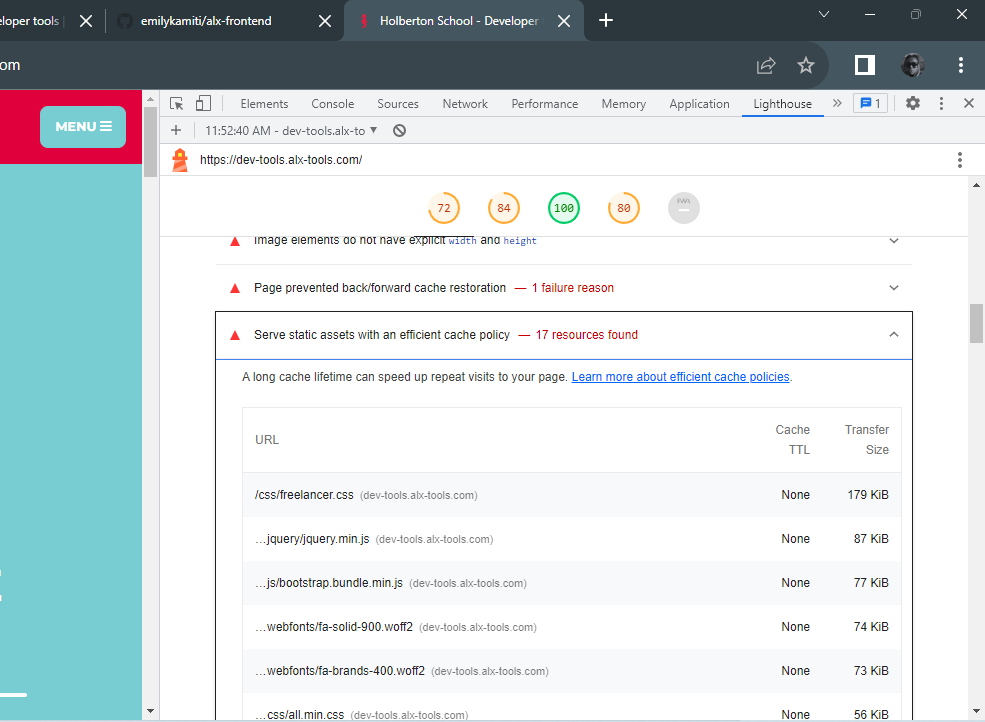 eloper tools
emilykamiti/alx-frontend
Holberton School - Developer
om
MENU
Elements Console Sources Network Performance Memory Application Lighthouse » 1
11:52:40 AM - dev-tools.alx-to
https://dev-tools.alx-tools.com/
72 84 100 80 PWA
Image elements do not have explicit width and height
Page prevented back/forward cache restoration — 1 failure reason
Serve static assets with an efficient cache policy — 17 resources found
A long cache lifetime can speed up repeat visits to your page. Learn more about efficient cache policies.
URL Cache TTL Transfer Size
/css/freelancer.css (dev-tools.alx-tools.com) None 179 KiB
…jquery/jquery.min.js (dev-tools.alx-tools.com) None 87 KiB
…js/bootstrap.bundle.min.js (dev-tools.alx-tools.com) None 77 KiB
…webfonts/fa-solid-900.woff2 (dev-tools.alx-tools.com) None 74 KiB
…webfonts/fa-brands-400.woff2 (dev-tools.alx-tools.com) None 73 KiB
…css/all.min.css (dev-tools.alx-tools.com) None 56 KiB